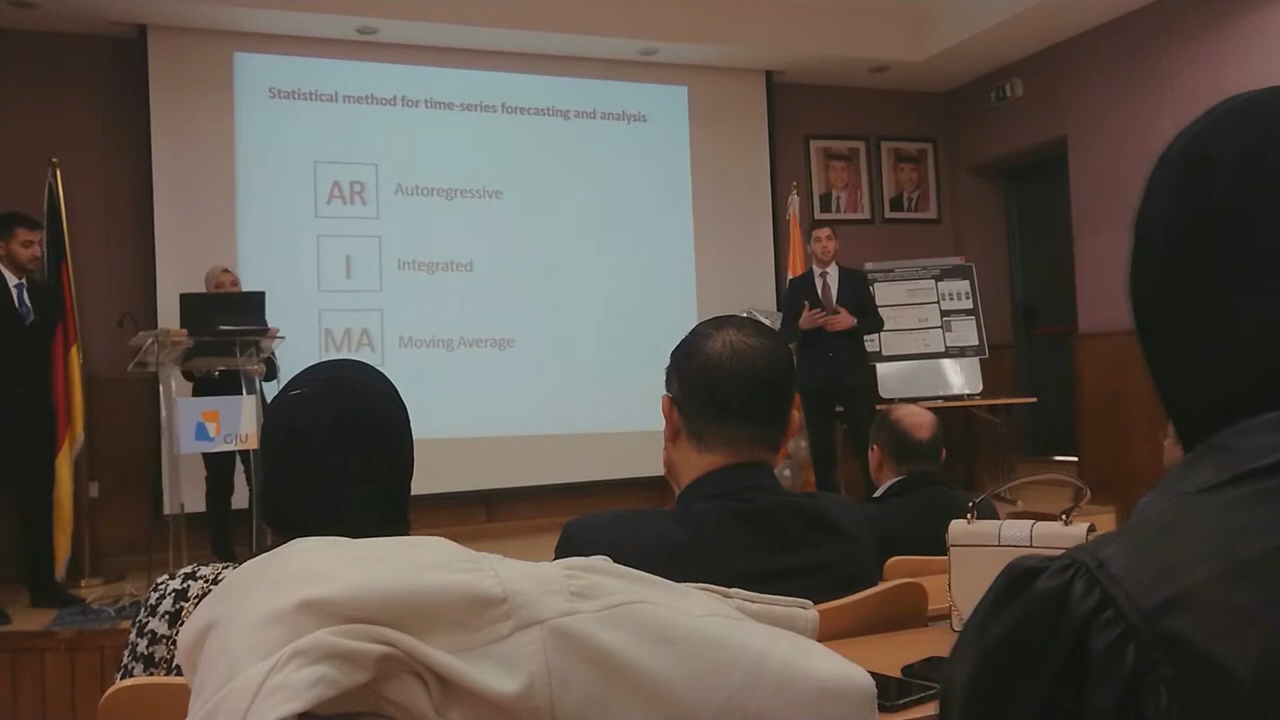 Statistical method for time-series forecasting and analysis
AR Autoregressive
I Integrated
MA Moving Average
GJU